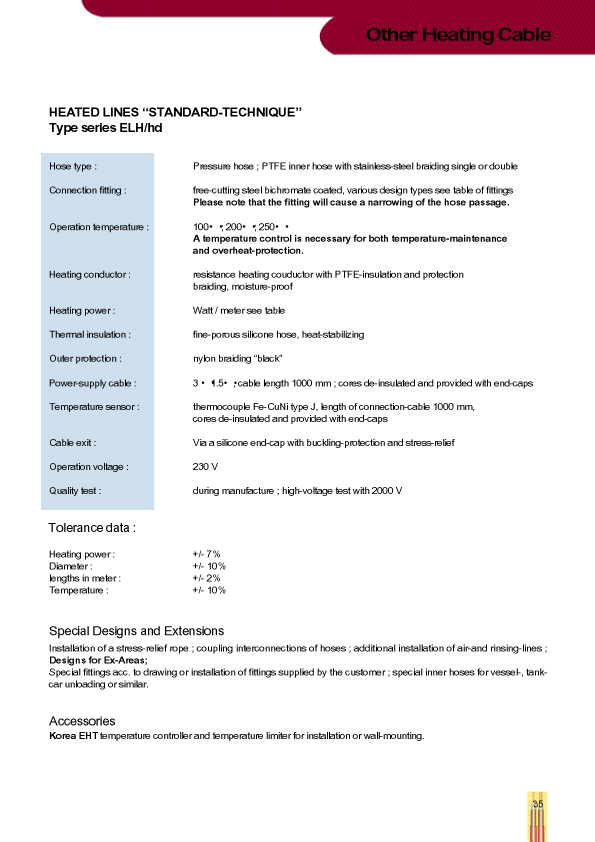 Other Heating Cable
HEATED LINES “STANDARD-TECHNIQUE”
Type series ELH/hd
Hose type : Pressure hose ; PTFE inner hose with stainless-steel braiding single or double
Connection fitting : free-cutting steel bichromate coated, various design types see table of fittings
Please note that the fitting will cause a narrowing of the hose passage.
Operation temperature : 100 200 250
A temperature control is necessary for both temperature-maintenance
and overheat-protection.
Heating conductor : resistance heating couductor with PTFE-insulation and protection
braiding, moisture-proof
Heating power : Watt / meter see table
Thermal insulation : fine-porous silicone hose, heat-stabilizing
Outer protection : nylon braiding “black”
Power-supply cable : 3 cable length 1000 mm ; cores de-insulated and provided with end-caps
Temperature sensor : thermocouple Fe-CuNi type J, length of connection-cable 1000 mm,
cores de-insulated and provided with end-caps
Cable exit : Via a silicone end-cap with buckling-protection and stress-relief
Operation voltage : 230 V
Quality test : during manufacture ; high-voltage test with 2000 V
Tolerance data :
Heating power : +/- 7%
Diameter : +/- 10%
lengths in meter : +/- 2%
Temperature : +/- 10%
Special Designs and Extensions
Installation of a stress-relief rope ; coupling interconnections of hoses ; additional installation of air-and rinsing-lines ;
Designs for Ex-Areas;
Special fittings acc. to drawing or installation of fittings supplied by the customer ; special inner hoses for vessel-, tank-
car unloading or similar.
Accessories
Korea EHT temperature controller and temperature limiter for installation or wall-mounting.
35